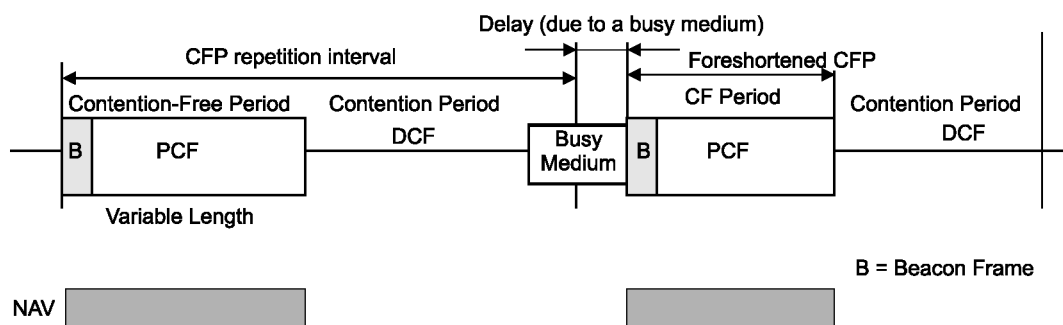 Delay (due to a busy medium)
CFP repetition interval
Foreshortened CFP
Contention-Free Period
Contention Period
CF Period
Contention Period
B
PCF
DCF
Busy
Medium
B
PCF
DCF
Variable Length
B = Beacon Frame
NAV